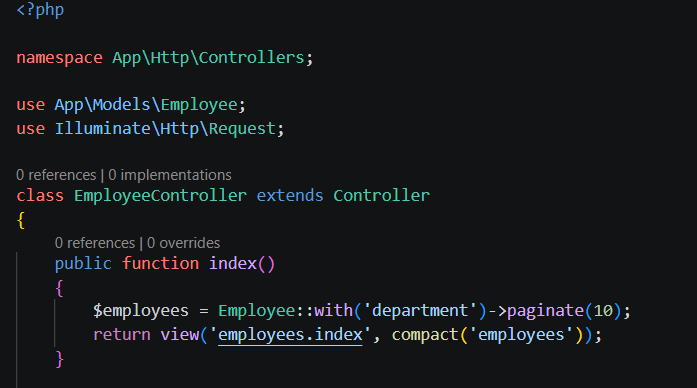 <?php
namespace App\Http\Controllers;
use App\Models\Employee;
use Illuminate\Http\Request;
0 references | 0 implementations
class EmployeeController extends Controller
{
0 references | 0 overrides
public function index()
{
$employees = Employee::with('department')->paginate(10);
return view('employees.index', compact('employees'));
}